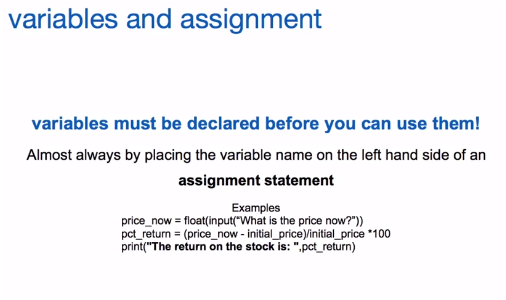 variables and assignment
variables must be declared before you can use them!
Almost always by placing the variable name on the left hand side of an
assignment statement
Examples
price_now = float(input(“What is the price now?”))
pct_return = (price_now - initial_price)/initial_price *100
print("The return on the stock is: ",pct_return)